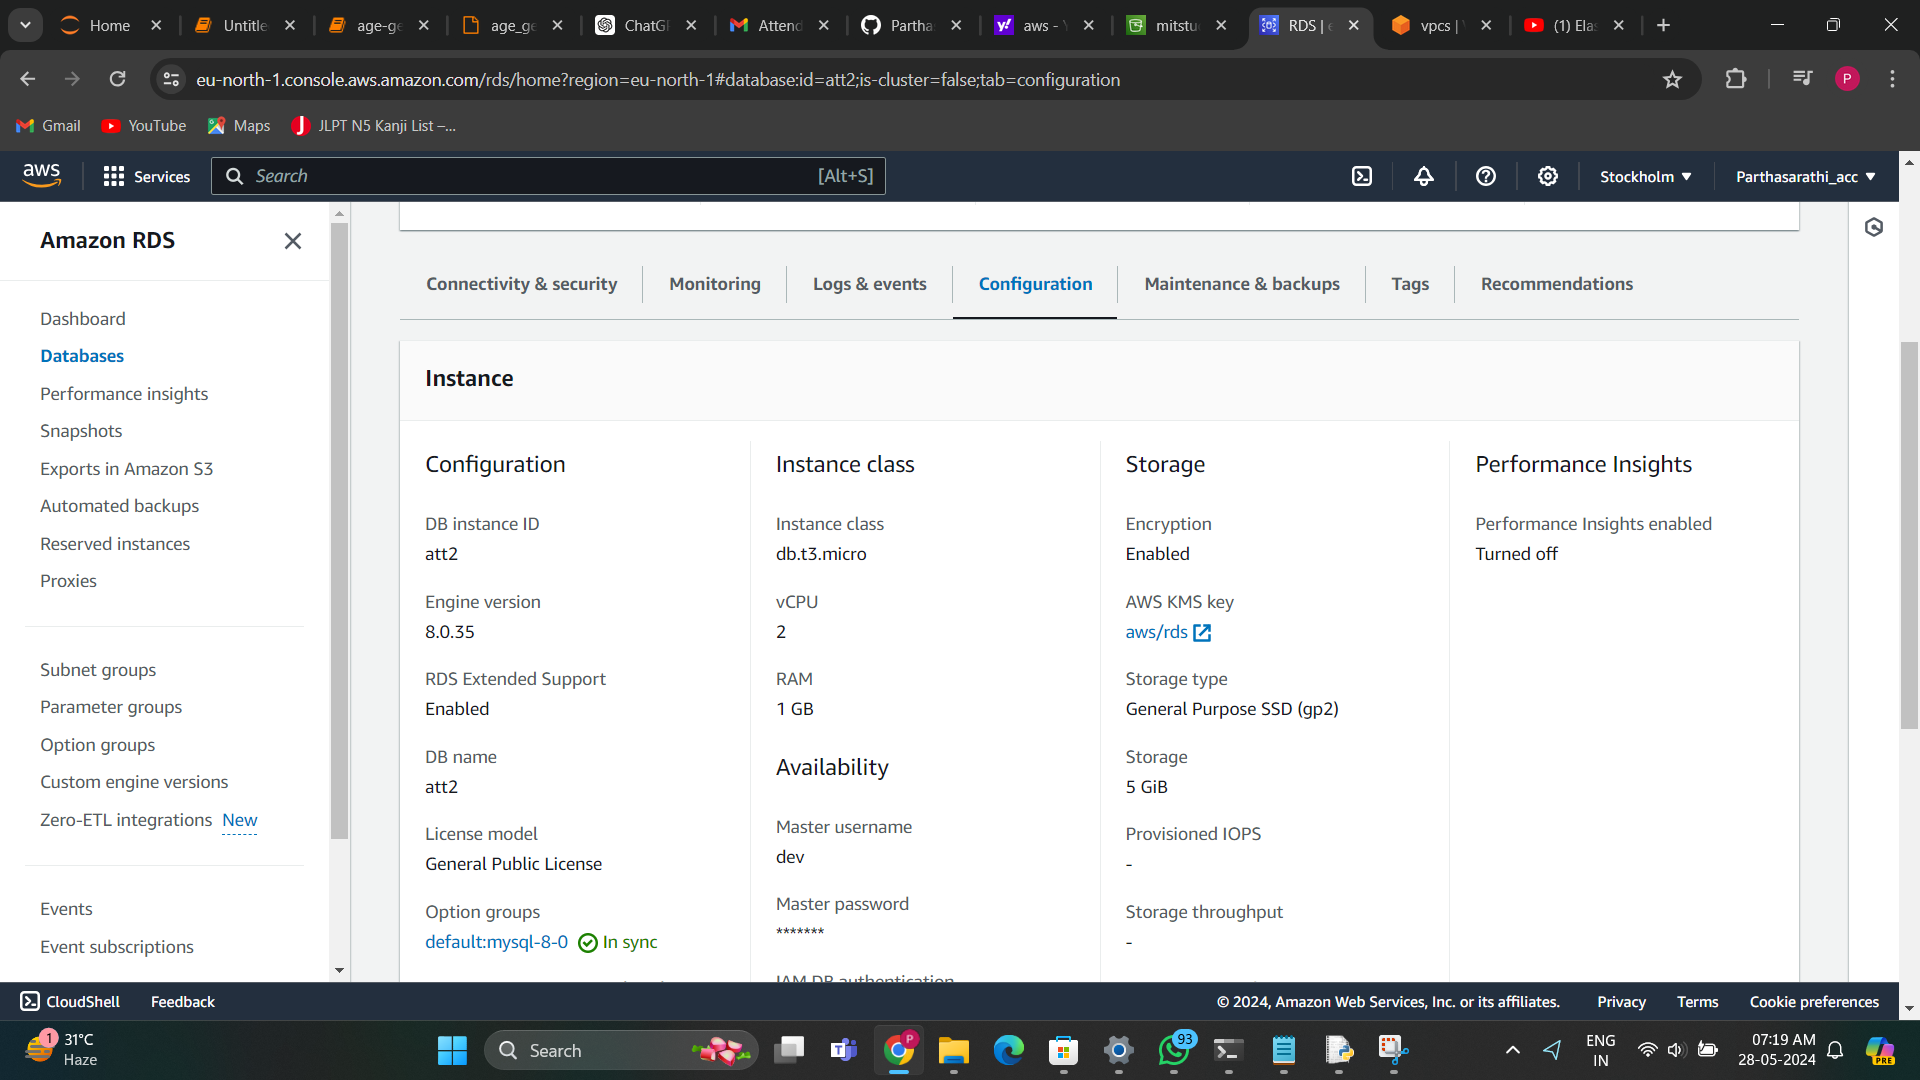 Home
Untitle
age-ge
age_ge
ChatG
Attend
Partha
aws -
mitstu
RDS | e
vpcs |
(1) Elas
eu-north-1.console.aws.amazon.com/rds/home?region=eu-north-1#database:id=att2;is-cluster=false;tab=configuration
P
Gmail
YouTube
Maps
JLPT N5 Kanji List –...
aws
Services
Search
[Alt+S]
Stockholm
Parthasarathi_acc
Amazon RDS
Dashboard
Databases
Performance insights
Snapshots
Exports in Amazon S3
Automated backups
Reserved instances
Proxies
Subnet groups
Parameter groups
Option groups
Custom engine versions
Zero-ETL integrations New
Events
Event subscriptions
Connectivity & security
Monitoring
Logs & events
Configuration
Maintenance & backups
Tags
Recommendations
Instance
Configuration
DB instance ID
att2
Engine version
8.0.35
RDS Extended Support
Enabled
DB name
att2
License model
General Public License
Option groups
default:mysql-8-0 In sync
Instance class
Instance class
db.t3.micro
vCPU
2
RAM
1 GB
Availability
Master username
dev
Master password
*******
IAM DB authentication
Storage
Encryption
Enabled
AWS KMS key
aws/rds
Storage type
General Purpose SSD (gp2)
Storage
5 GiB
Provisioned IOPS
-
Storage throughput
-
Performance Insights
Performance Insights enabled
Turned off
CloudShell
Feedback
© 2024, Amazon Web Services, Inc. or its affiliates.
Privacy
Terms
Cookie preferences
1
31°C
Haze
Search
P
93
ENG
IN
07:19 AM
28-05-2024
PRE